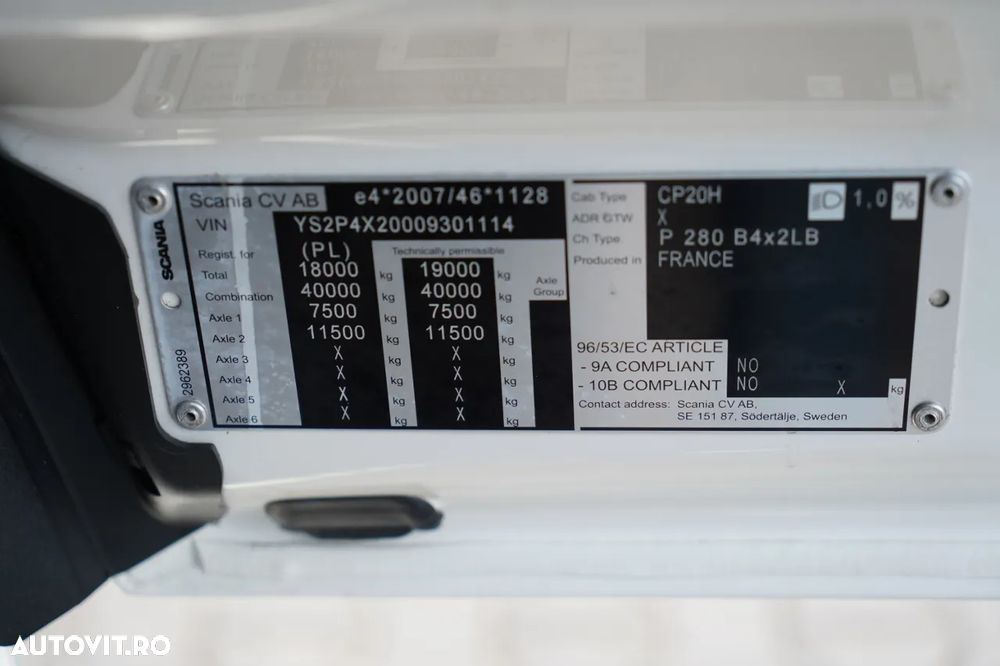 SCANIA
2962389
Scania CV AB e4*2007/46*1128
VIN YS2P4X20009301114
Regist. for (PL) Technically permissible
Total 18000 kg 19000 kg
Combination 40000 kg 40000 kg
Axle 1 7500 kg 7500 kg
Axle 2 11500 kg 11500 kg
Axle 3 X kg X kg
Axle 4 X kg X kg
Axle 5 X kg X kg
Axle 6 X kg X kg
Axle
Group
Cab Type CP20H 1,0 %
ADR GTW X
Ch Type P 280 B4x2LB
Produced in FRANCE
96/53/EC ARTICLE
- 9A COMPLIANT NO
- 10B COMPLIANT NO X kg
Contact address: Scania CV AB,
SE 151 87, Södertälje, Sweden
AUTOVIT.RO